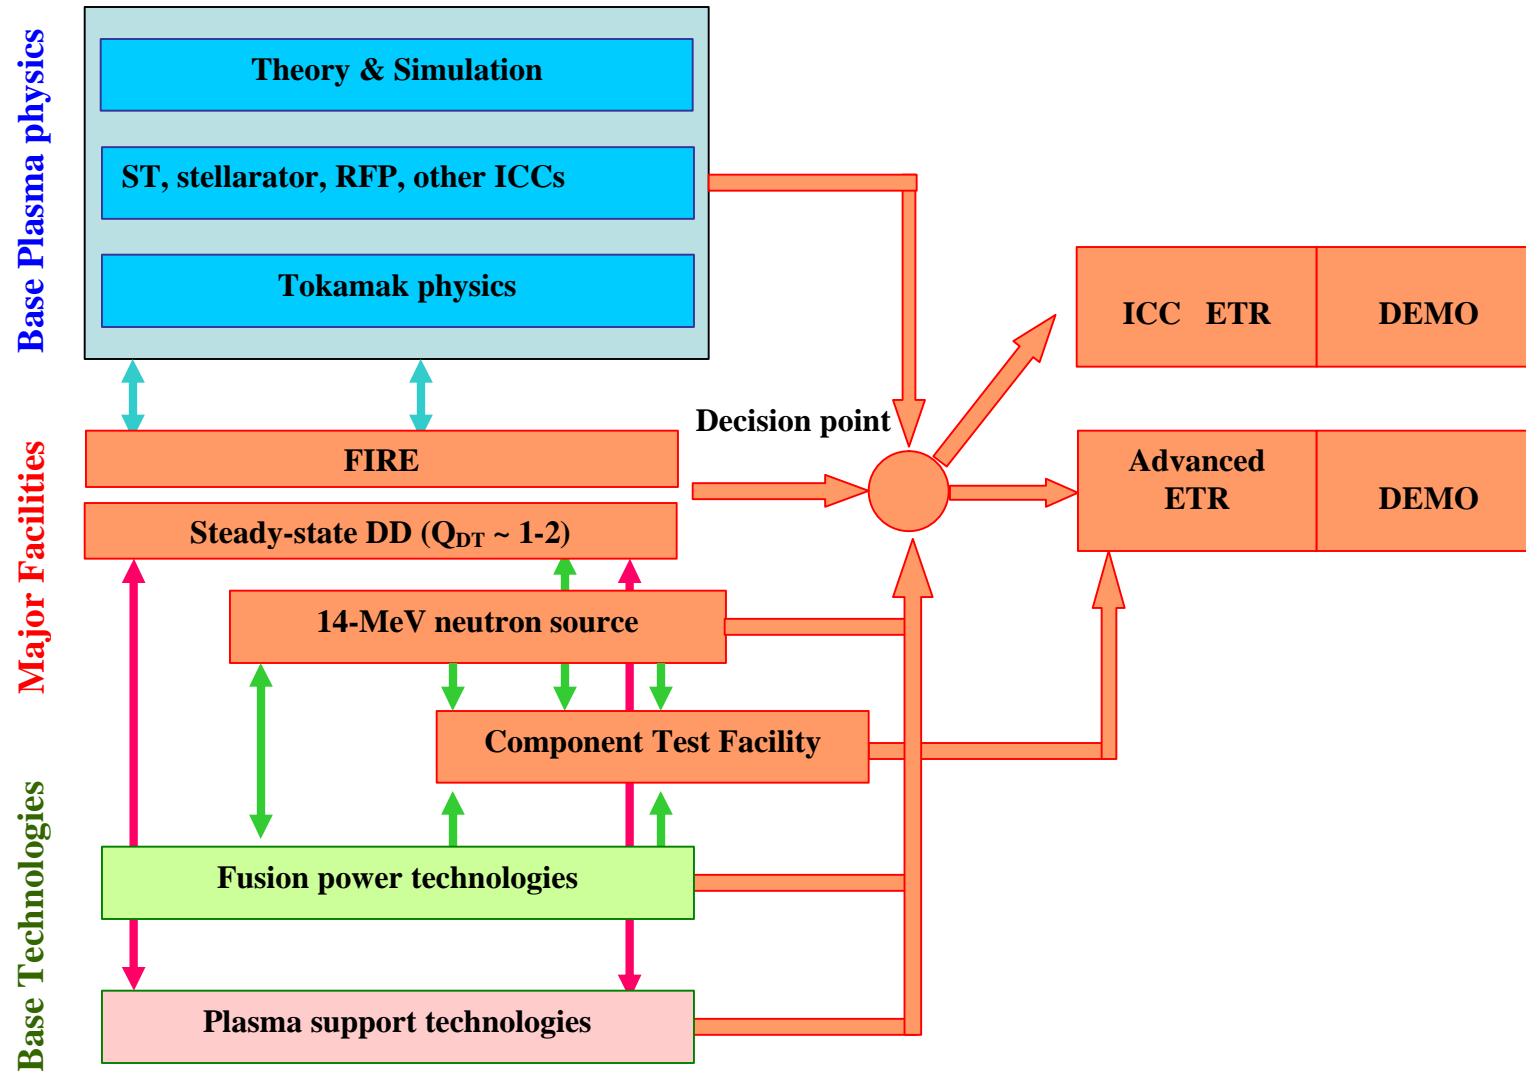 Base Plasma physics
Theory & Simulation
ST, stellarator, RFP, other ICCs
Tokamak physics
ICC ETR
DEMO
Decision point
Major Facilities
FIRE
Steady-state DD (Q_DT ~ 1-2)
Advanced
ETR
DEMO
14-MeV neutron source
Component Test Facility
Base Technologies
Fusion power technologies
Plasma support technologies